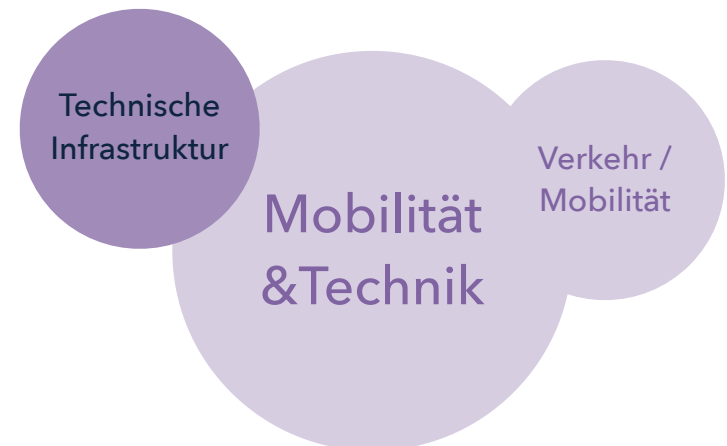 Technische
Infrastruktur
Mobilität
&Technik
Verkehr /
Mobilität